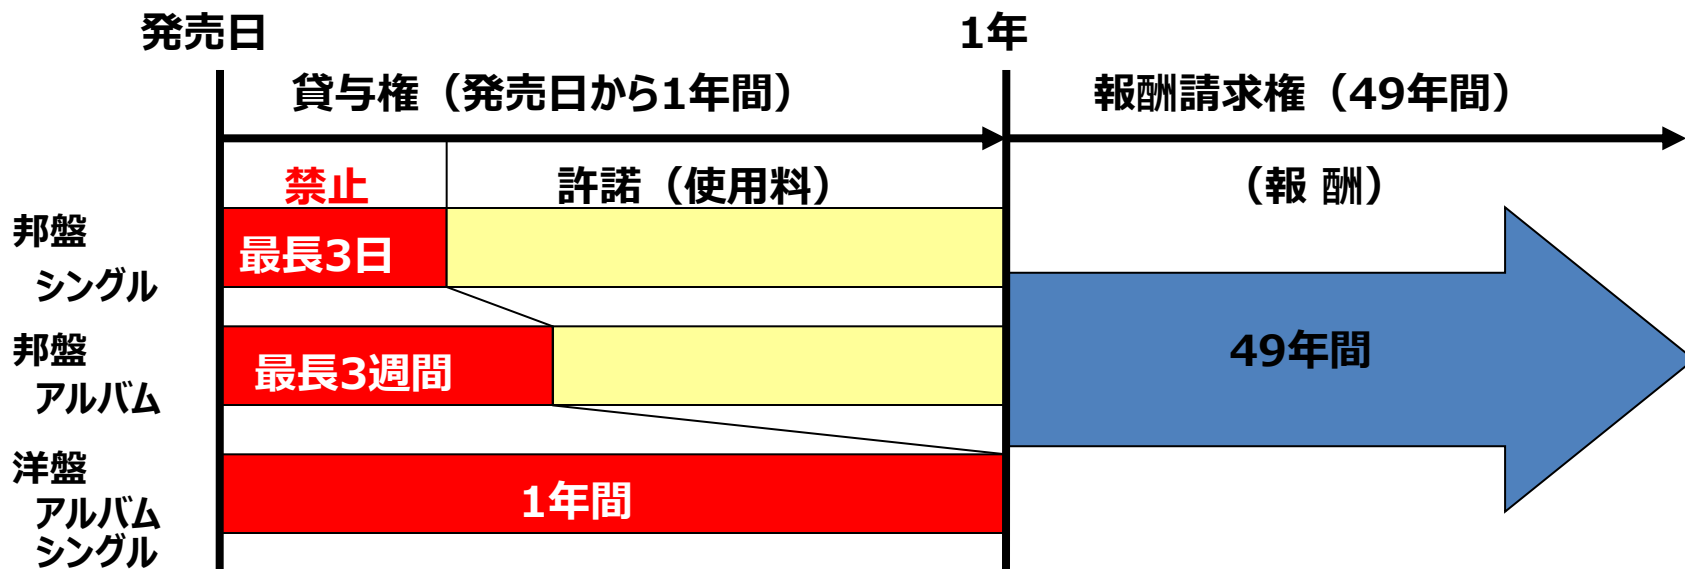 発売日
1年
貸与権（発売日から1年間）
報酬請求権（49年間）
禁止
許諾（使用料）
（報 酬）
邦盤
シングル
最長3日
邦盤
アルバム
最長3週間
49年間
洋盤
アルバム
シングル
1年間